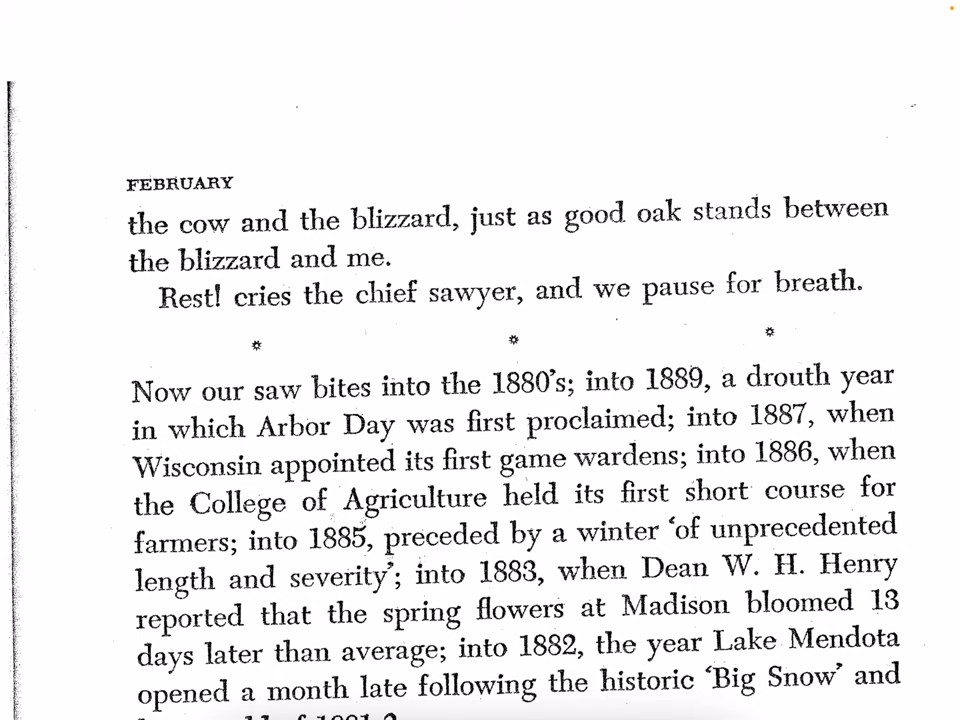 FEBRUARY
the cow and the blizzard, just as good oak stands between
the blizzard and me.
Rest! cries the chief sawyer, and we pause for breath.
* * *
Now our saw bites into the 1880's; into 1889, a drouth year
in which Arbor Day was first proclaimed; into 1887, when
Wisconsin appointed its first game wardens; into 1886, when
the College of Agriculture held its first short course for
farmers; into 1885, preceded by a winter 'of unprecedented
length and severity'; into 1883, when Dean W. H. Henry
reported that the spring flowers at Madison bloomed 13
days later than average; into 1882, the year Lake Mendota
opened a month late following the historic 'Big Snow' and